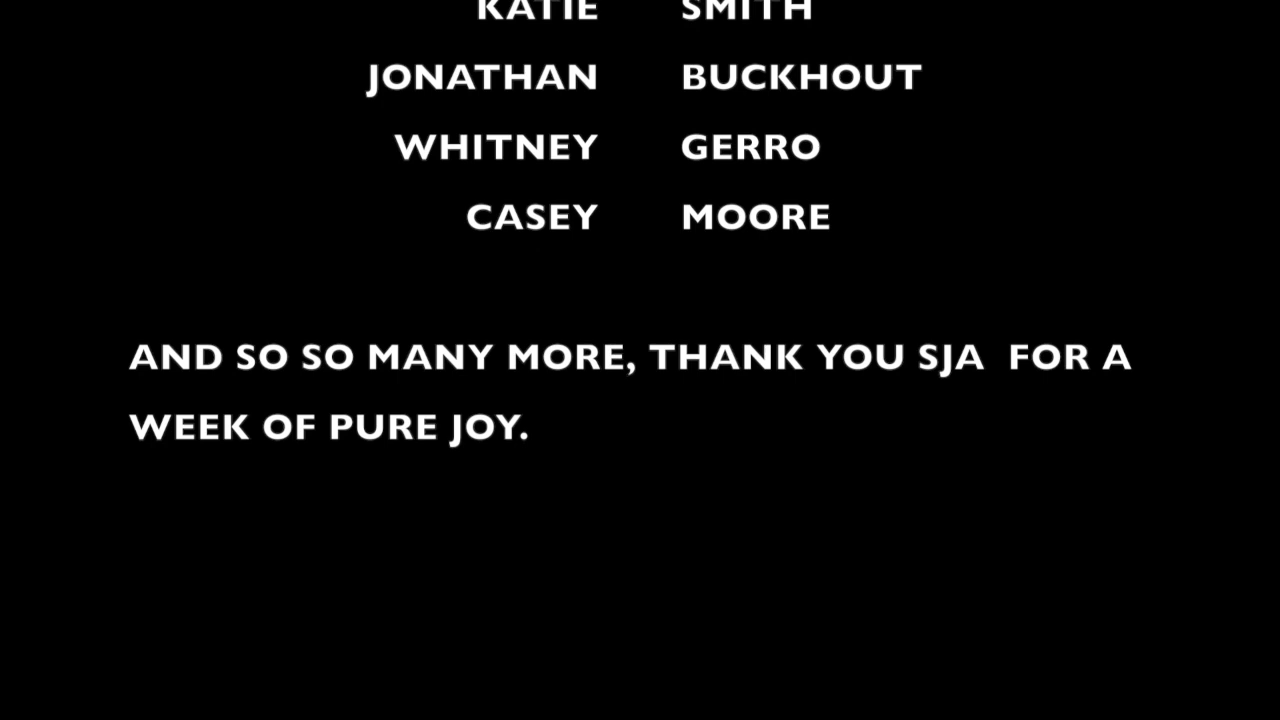 KATIE SMITH
JONATHAN BUCKHOUT
WHITNEY GERRO
CASEY MOORE
AND SO SO MANY MORE, THANK YOU SJA  FOR A
WEEK OF PURE JOY.